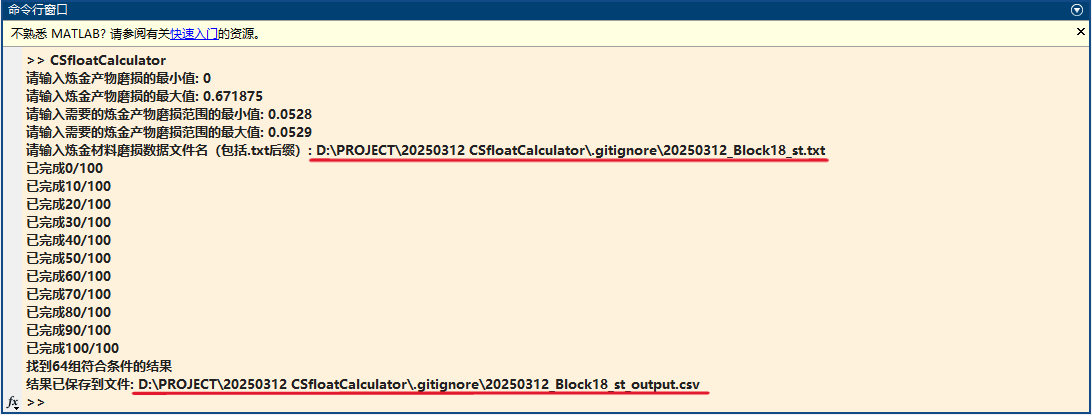 命令行窗口
不熟悉 MATLAB? 请参阅有关快速入门的资源。
>> CSfloatCalculator
请输入炼金产物磨损的最小值: 0
请输入炼金产物磨损的最大值: 0.671875
请输入需要的炼金产物磨损范围的最小值: 0.0528
请输入需要的炼金产物磨损范围的最大值: 0.0529
请输入炼金材料磨损数据文件名（包括.txt后缀）: D:\PROJECT\20250312 CSfloatCalculator\.gitignore\20250312_Block18_st.txt
已完成0/100
已完成10/100
已完成20/100
已完成30/100
已完成40/100
已完成50/100
已完成60/100
已完成70/100
已完成80/100
已完成90/100
已完成100/100
找到64组符合条件的结果
结果已保存到文件: D:\PROJECT\20250312 CSfloatCalculator\.gitignore\20250312_Block18_st_output.csv
fx >>